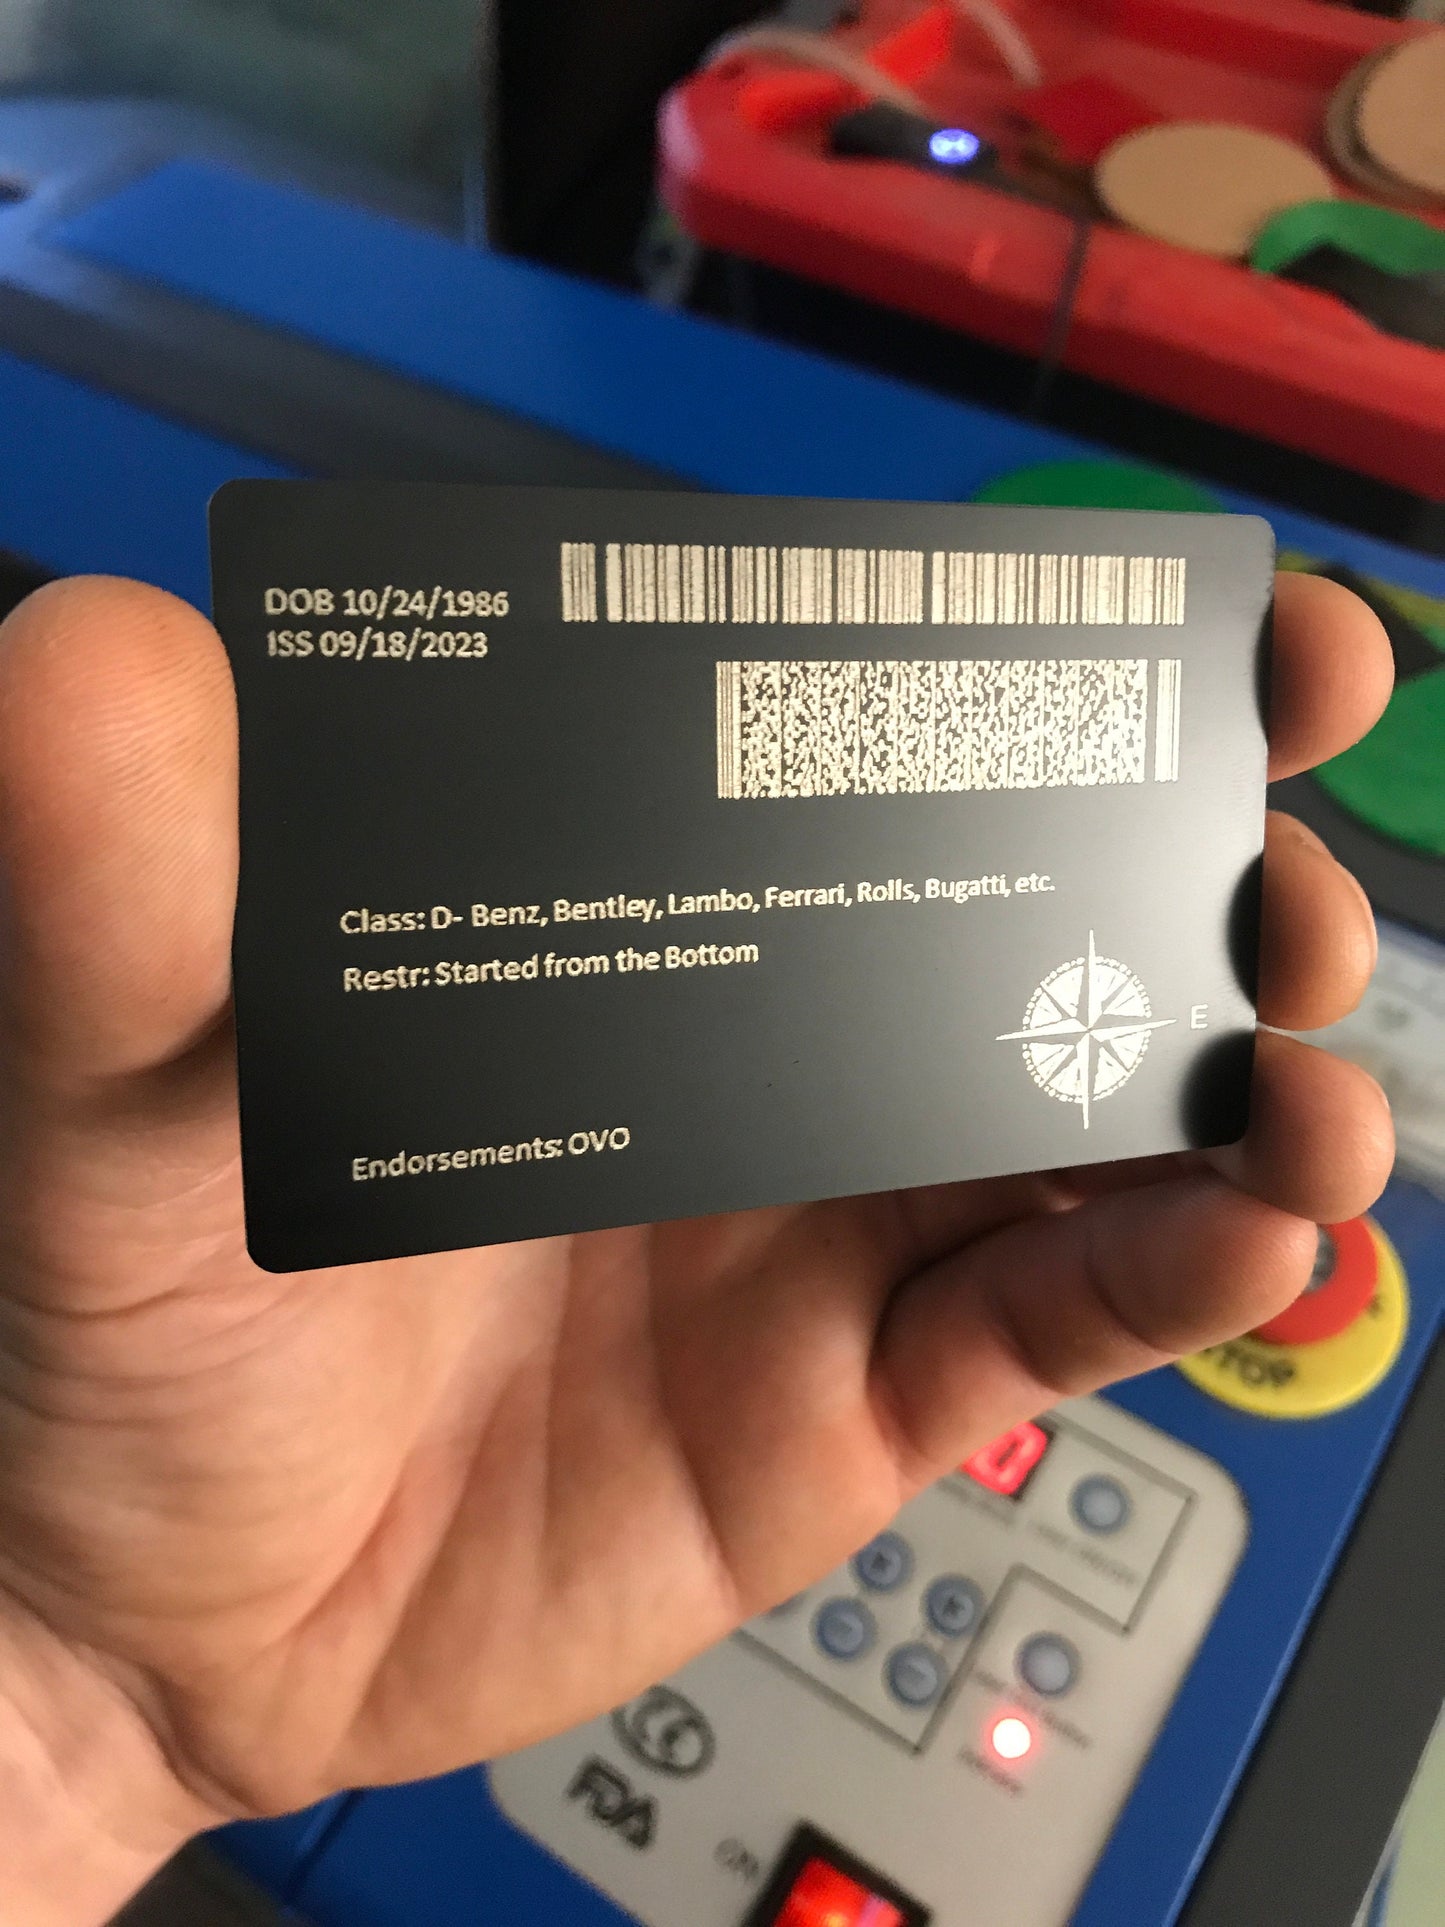 DOB 10/24/1986
ISS 09/18/2023
Class: D- Benz, Bentley, Lambo, Ferrari, Rolls, Bugatti, etc.
Restr: Started from the Bottom
E
Endorsements: OVO
STOP
FDA
ON